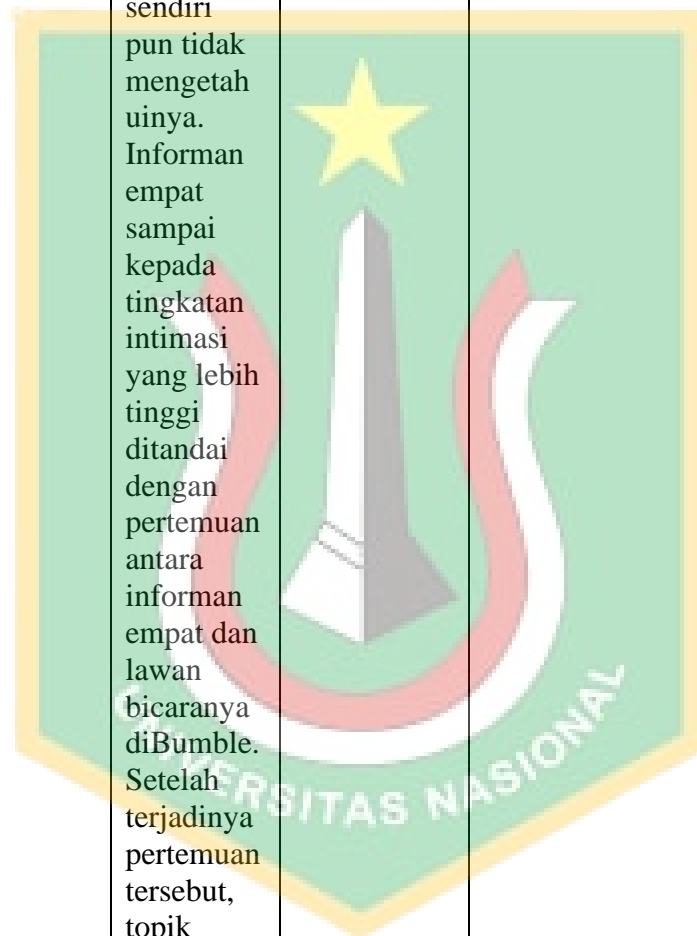 sendiri
pun tidak
mengetah
uinya.
Informan
empat
sampai
kepada
tingkatan
intimasi
yang lebih
tinggi
ditandai
dengan
pertemuan
antara
informan
empat dan
lawan
bicaranya
diBumble.
Setelah
terjadinya
pertemuan
tersebut,
topik
UNIVERSITAS NASIONAL